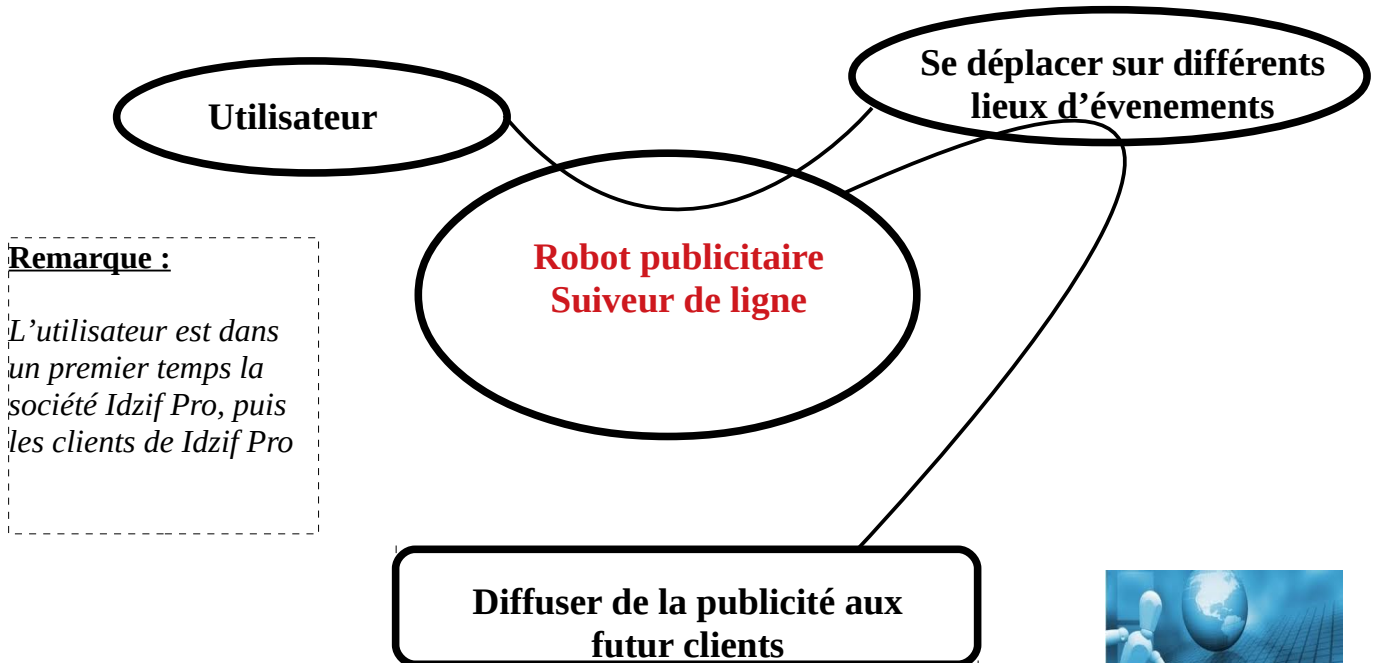 Utilisateur
Se déplacer sur différents
lieux d’évenements
Robot publicitaire
Suiveur de ligne
Remarque :
L’utilisateur est dans
un premier temps la
société Idzif Pro, puis
les clients de Idzif Pro
Diffuser de la publicité aux
futur clients